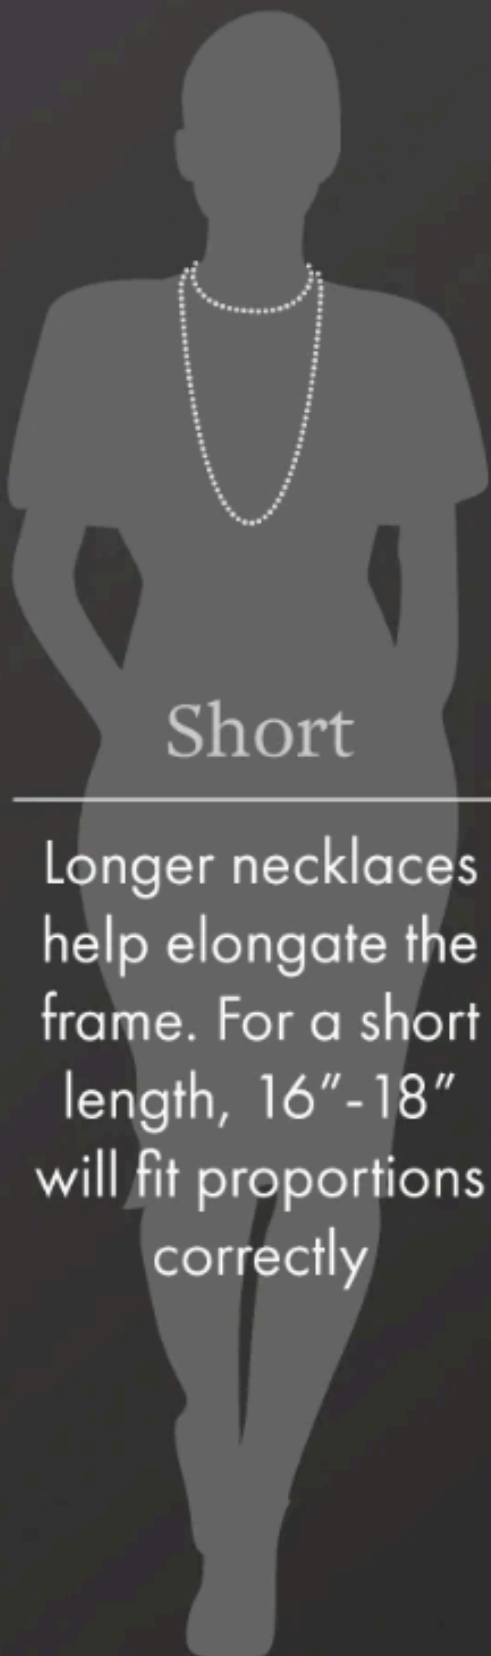 Short
Longer necklaces
help elongate the
frame. For a short
length, 16”-18”
will fit proportions
correctly